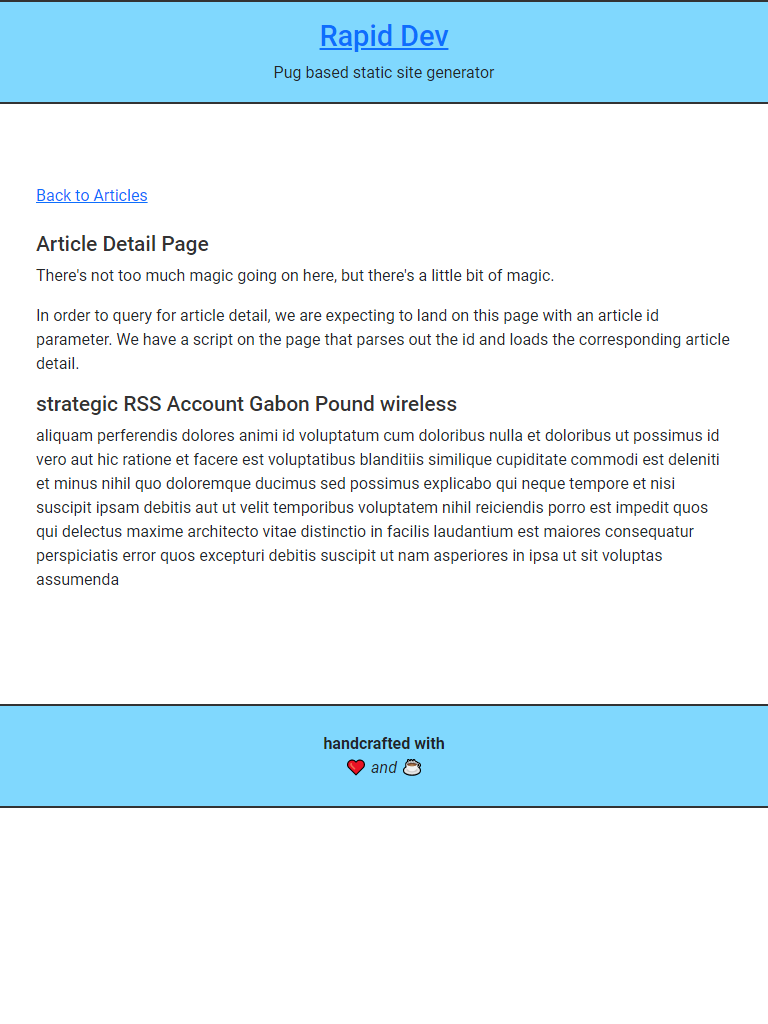 Rapid Dev
Pug based static site generator
Back to Articles
Article Detail Page
There's not too much magic going on here, but there's a little bit of magic.
In order to query for article detail, we are expecting to land on this page with an article id
parameter. We have a script on the page that parses out the id and loads the corresponding article
detail.
strategic RSS Account Gabon Pound wireless
aliquam perferendis dolores animi id voluptatum cum doloribus nulla et doloribus ut possimus id
vero aut hic ratione et facere est voluptatibus blanditiis similique cupiditate commodi est deleniti
et minus nihil quo doloremque ducimus sed possimus explicabo qui neque tempore et nisi
suscipit ipsam debitis aut ut velit temporibus voluptatem nihil reiciendis porro est impedit quos
qui delectus maxime architecto vitae distinctio in facilis laudantium est maiores consequatur
perspiciatis error quos excepturi debitis suscipit ut nam asperiores in ipsa ut sit voluptas
assumenda
handcrafted with
and